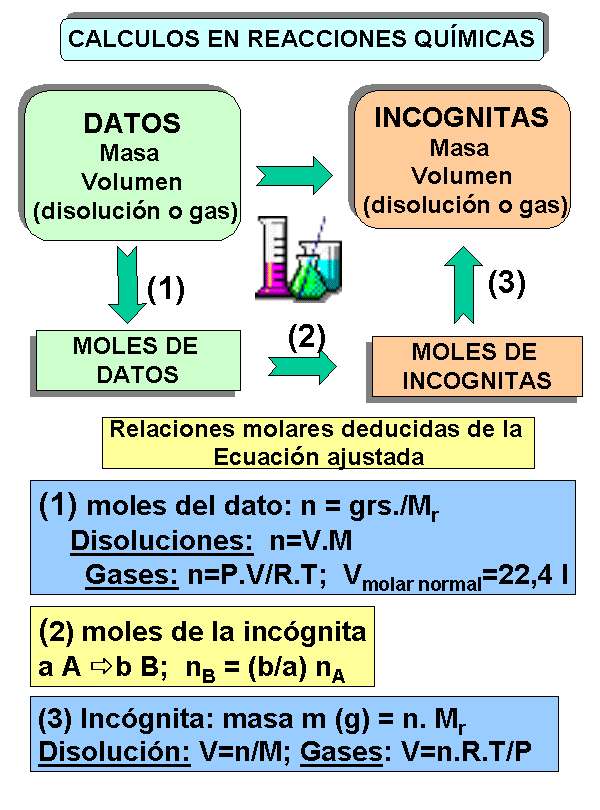 CALCULOS EN REACCIONES QUÍMICAS
DATOS
Masa
Volumen
(disolución o gas)
INCOGNITAS
Masa
Volumen
(disolución o gas)
(1)
(2)
(3)
MOLES DE
DATOS
MOLES DE
INCOGNITAS
Relaciones molares deducidas de la
Ecuación ajustada
(1) moles del dato: n = grs./Mr
Disoluciones: n=V.M
Gases: n=P.V/R.T; Vmolar normal=22,4 l
(2) moles de la incógnita
a A ⇨b B; nB = (b/a) nA
(3) Incógnita: masa m (g) = n. Mr
Disolución: V=n/M; Gases: V=n.R.T/P